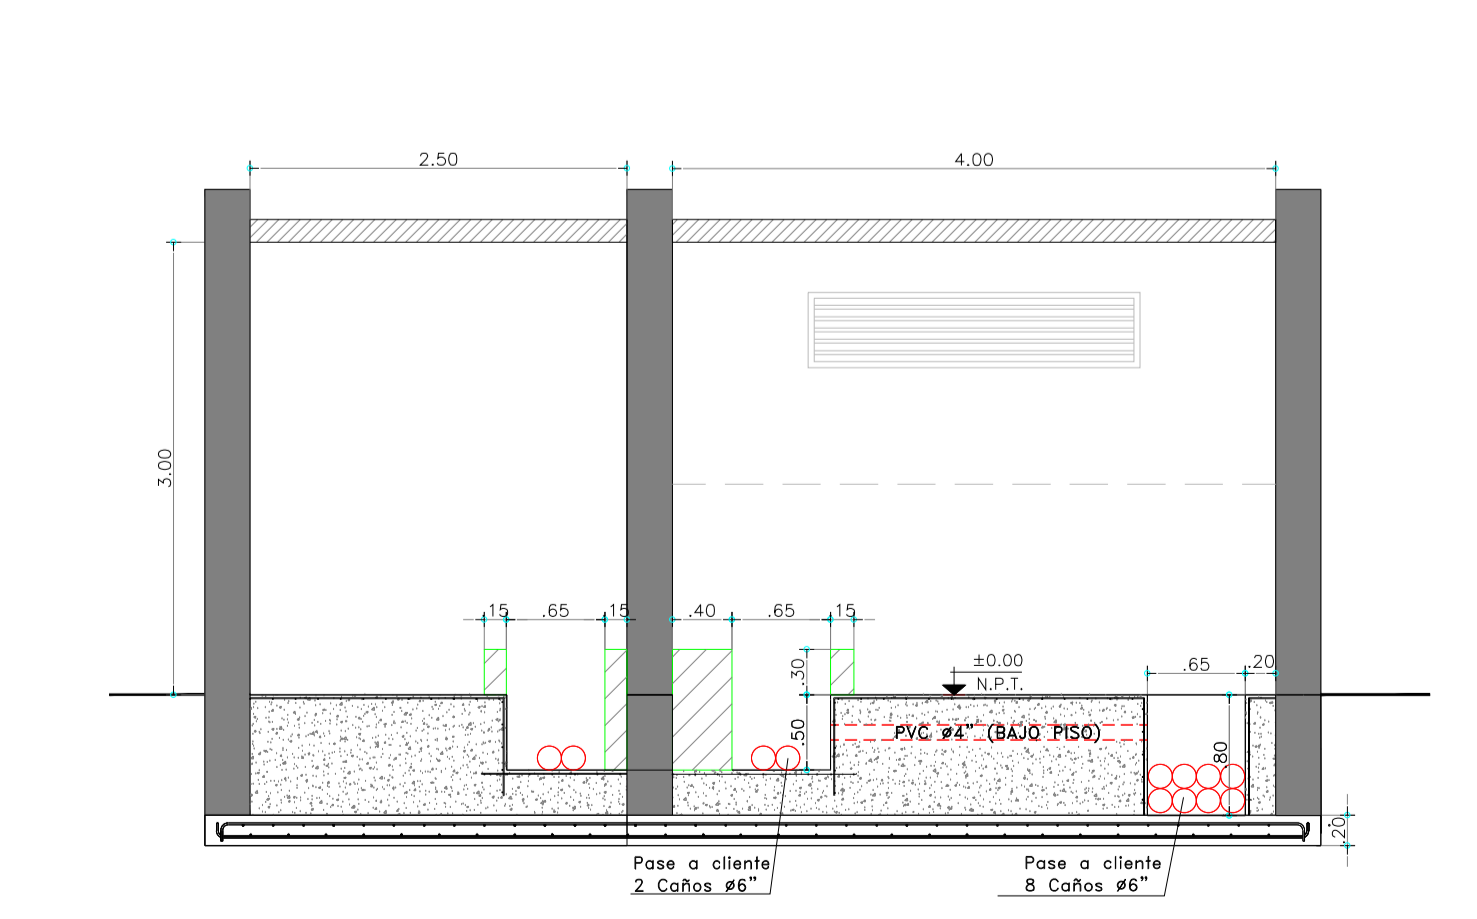 2.50
4.00
3.00
.15
.65
.15
.40
.65
.15
.30
±0.00
N.P.T.
.65
.20
.50
PVC ø4” (BAJO PISO)
.80
.20
Pase a cliente
2 Caños ø6”
Pase a cliente
8 Caños ø6”